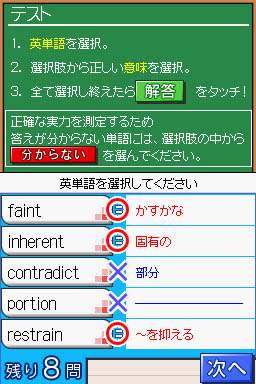 テスト
1. 英単語を選択。
2. 選択肢から正しい意味を選択。
3. 全て選択し終えたら 解答 をタッチ!
正確な実力を測定するため
答えが分からない単語には、選択肢の中から
分からない を選んでください。
英単語を選択してください
faint かすかな
inherent 固有の
contradict 部分
portion
restrain ~を抑える
残り8問 次へ